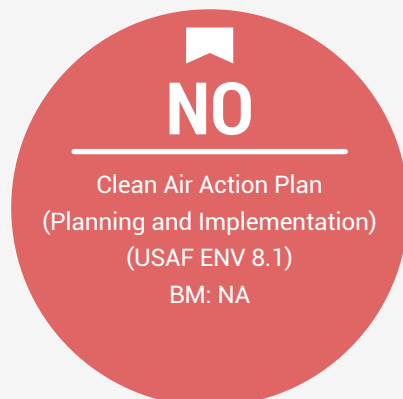 NO
Clean Air Action Plan
(Planning and Implementation)
(USAF ENV 8.1)
BM: NA